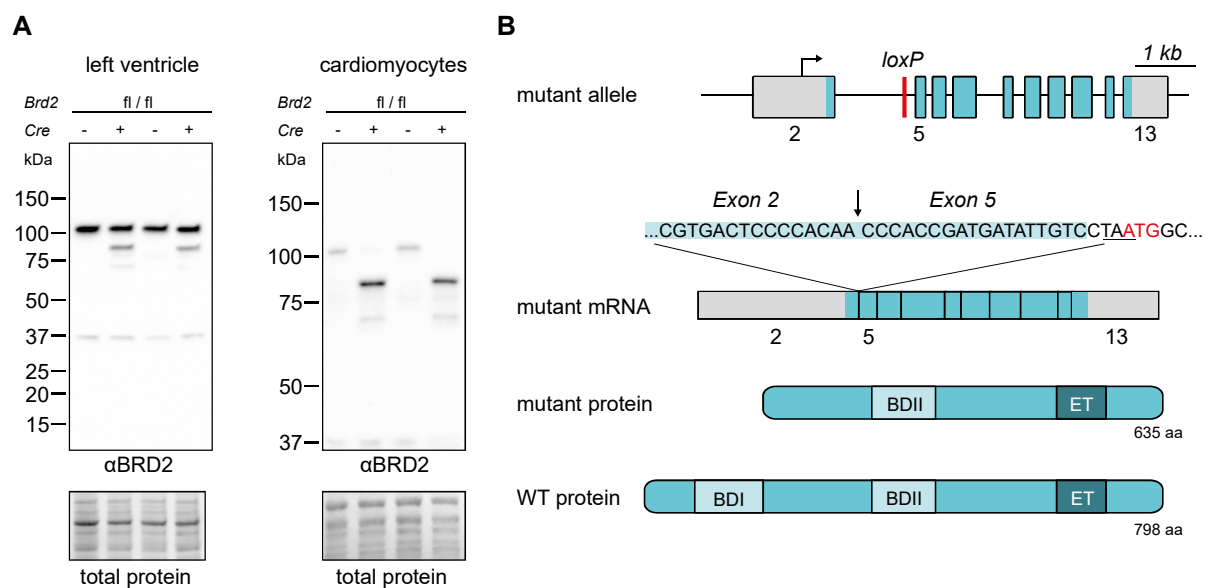 A
left ventricle
Brd2
fl / fl
Cre - + - +
kDa
150
100
75
50
37
25
20
15
αBRD2
total protein
cardiomyocytes
Brd2
fl / fl
Cre - + - +
kDa
150
100
75
50
37
αBRD2
total protein
B
1 kb
loxP
mutant allele
2 5 13
Exon 2 Exon 5
...CGTGACTCCCCACAA CCCACCGATGATATTGTCCTAATGGC...
mutant mRNA
2 5 13
mutant protein
BDII ET
635 aa
WT protein
BDI BDII ET
798 aa